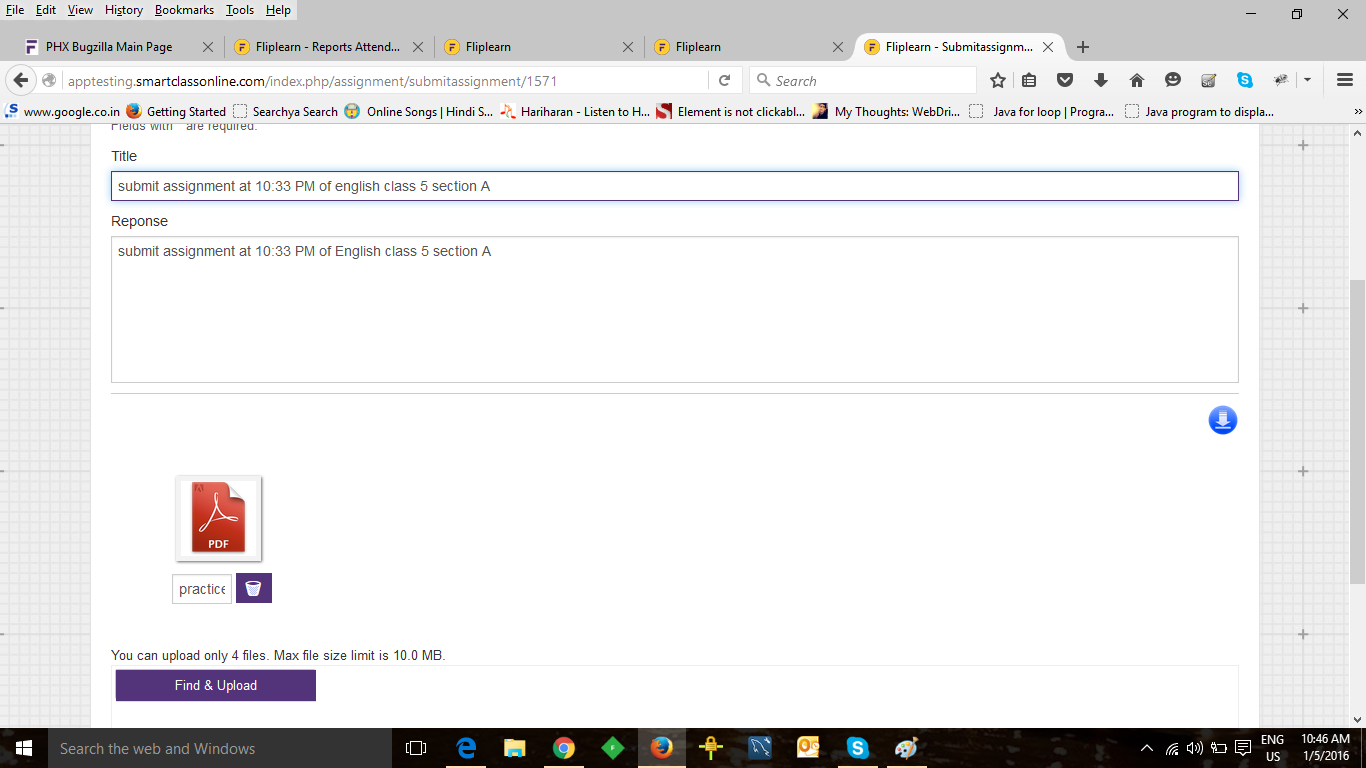 File Edit View History Bookmarks Tools Help
PHX Bugzilla Main Page
Fliplearn - Reports Attend...
Fliplearn
Fliplearn
Fliplearn - Submitassignm...
apptesting.smartclassonline.com/index.php/assignment/submitassignment/1571
Search
www.google.co.in
Getting Started
Searchya Search
Online Songs | Hindi S...
Hariharan - Listen to H...
Element is not clickabl...
My Thoughts: WebDri...
Java for loop | Progra...
Java program to displa...
Fields with * are required.
Title
submit assignment at 10:33 PM of english class 5 section A
Reponse
submit assignment at 10:33 PM of English class 5 section A
PDF
practice
You can upload only 4 files. Max file size limit is 10.0 MB.
Find & Upload
Search the web and Windows
ENG
US
10:46 AM
1/5/2016